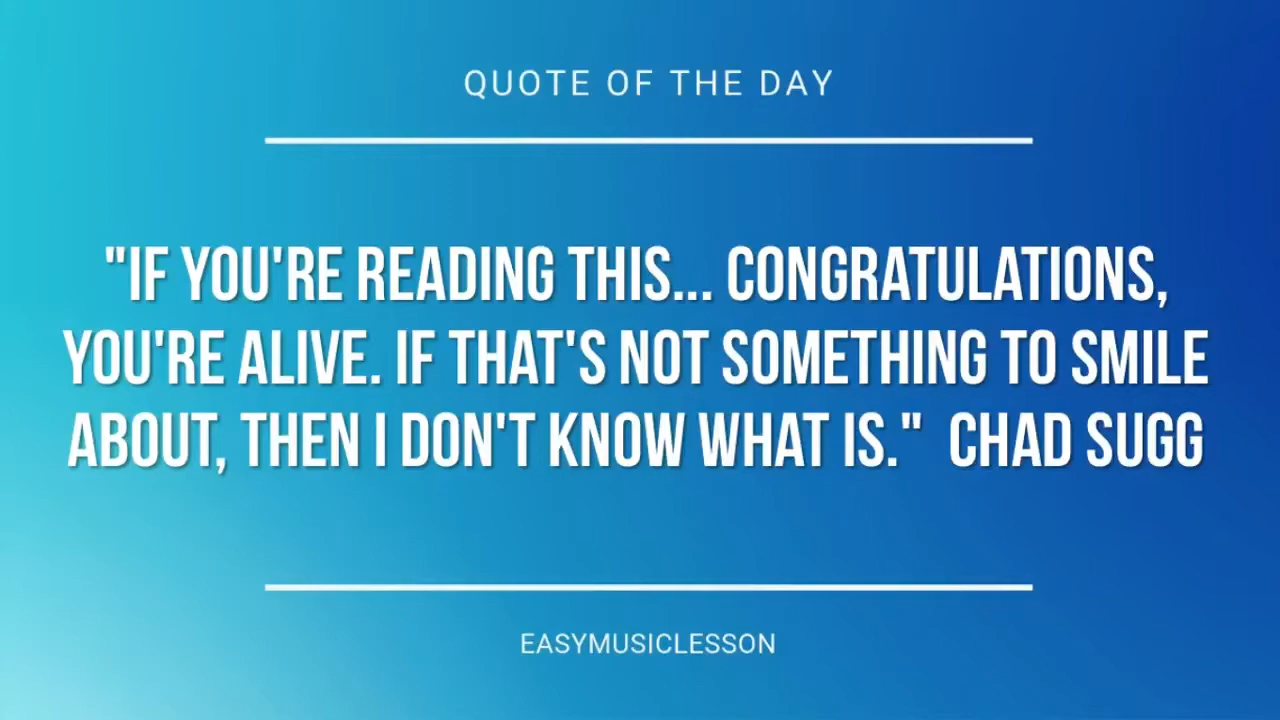 QUOTE OF THE DAY
"IF YOU'RE READING THIS... CONGRATULATIONS,
YOU'RE ALIVE. IF THAT'S NOT SOMETHING TO SMILE
ABOUT, THEN I DON'T KNOW WHAT IS."  CHAD SUGG
EASYMUSICLESSON